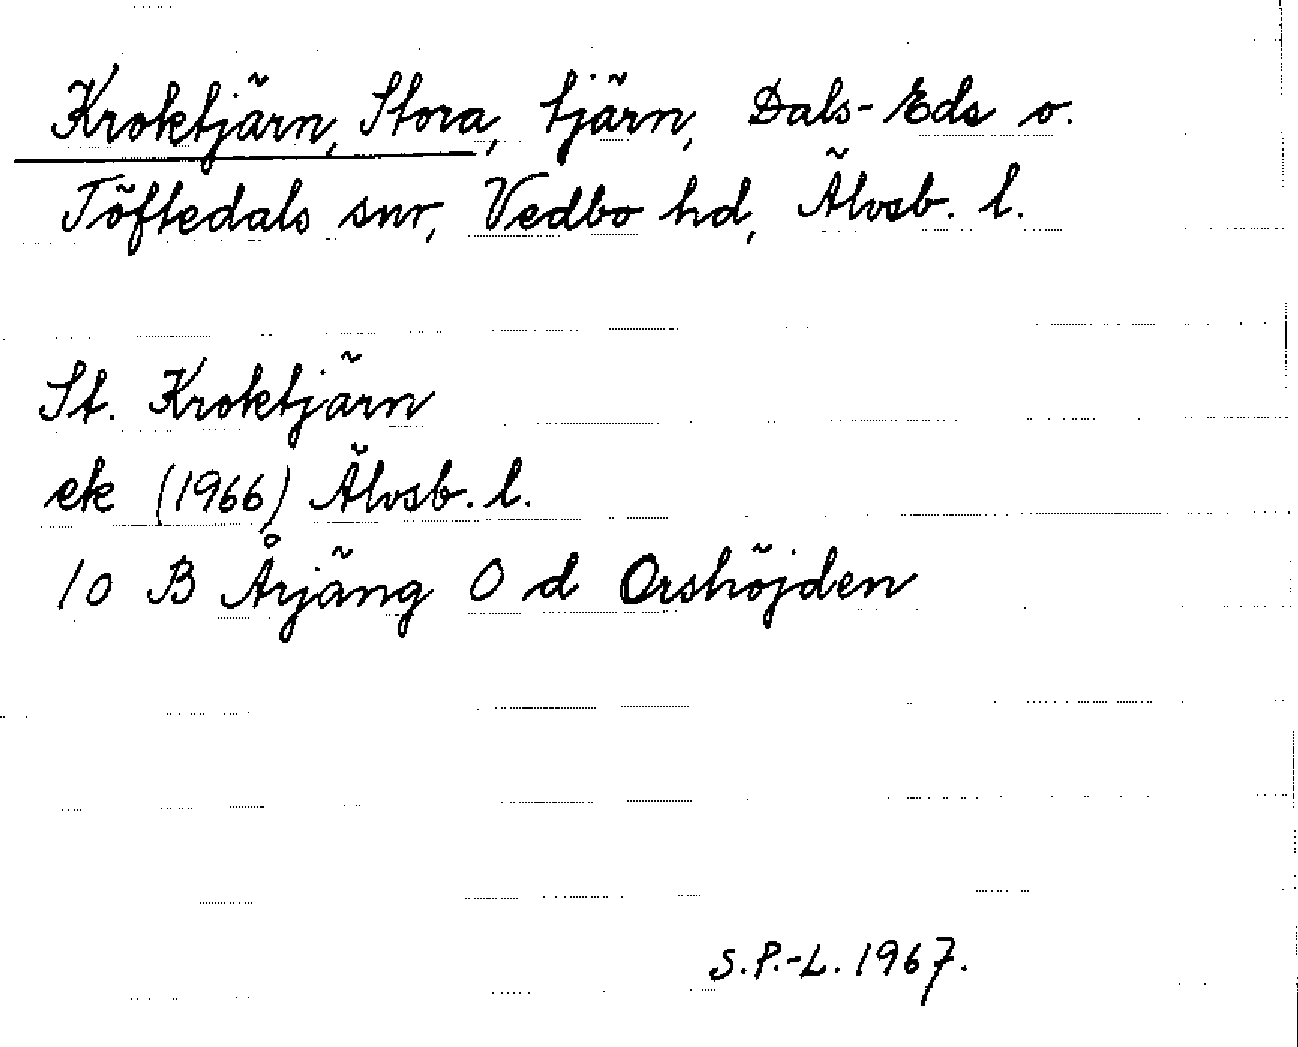 Kroktjärn, Stora, tjärn, Dals-Eds o.
Töftedals snr, Vedbo hd, Älvsb. l.
St. Kroktjärn
ek (1966) Älvsb. l.
10 B Årjäng 0 d Orshöjden
S.P.-L. 1967.